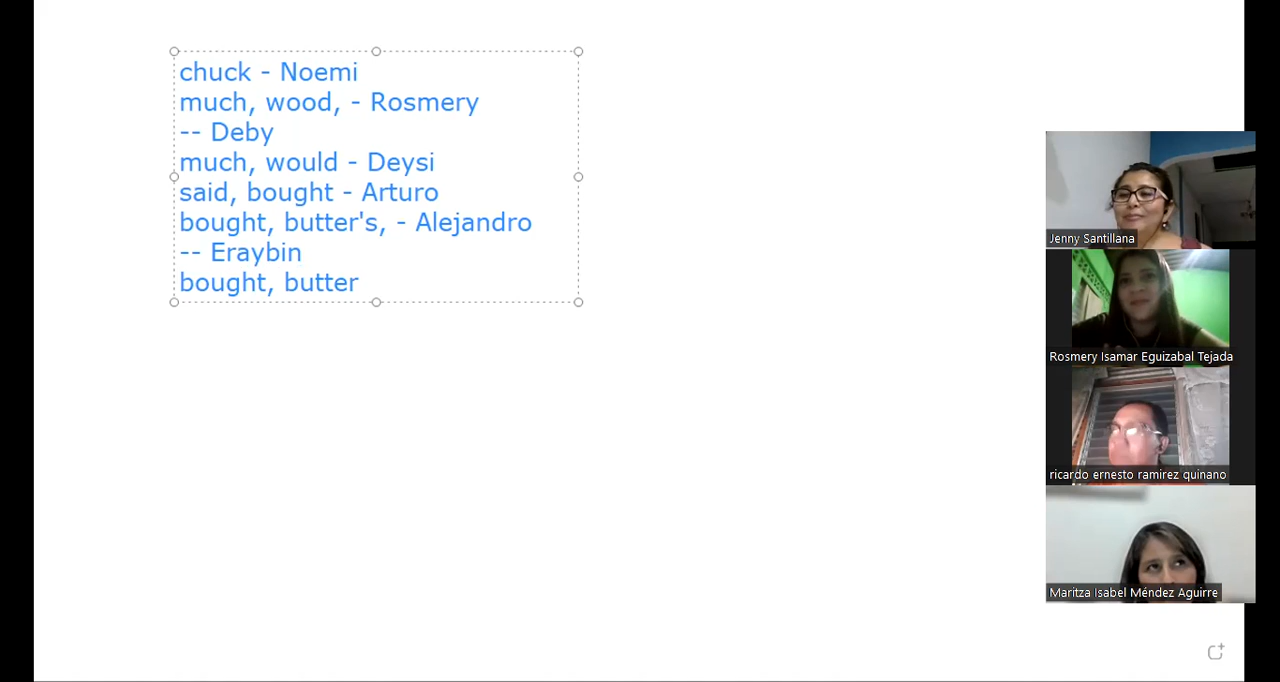 chuck - Noemi
much, wood, - Rosmery
-- Deby
much, would - Deysi
said, bought - Arturo
bought, butter's, - Alejandro
-- Eraybin
bought, butter
Jenny Santillana
Rosmery Isamar Eguizabal Tejada
ricardo ernesto ramirez quinano
Maritza Isabel Méndez Aguirre